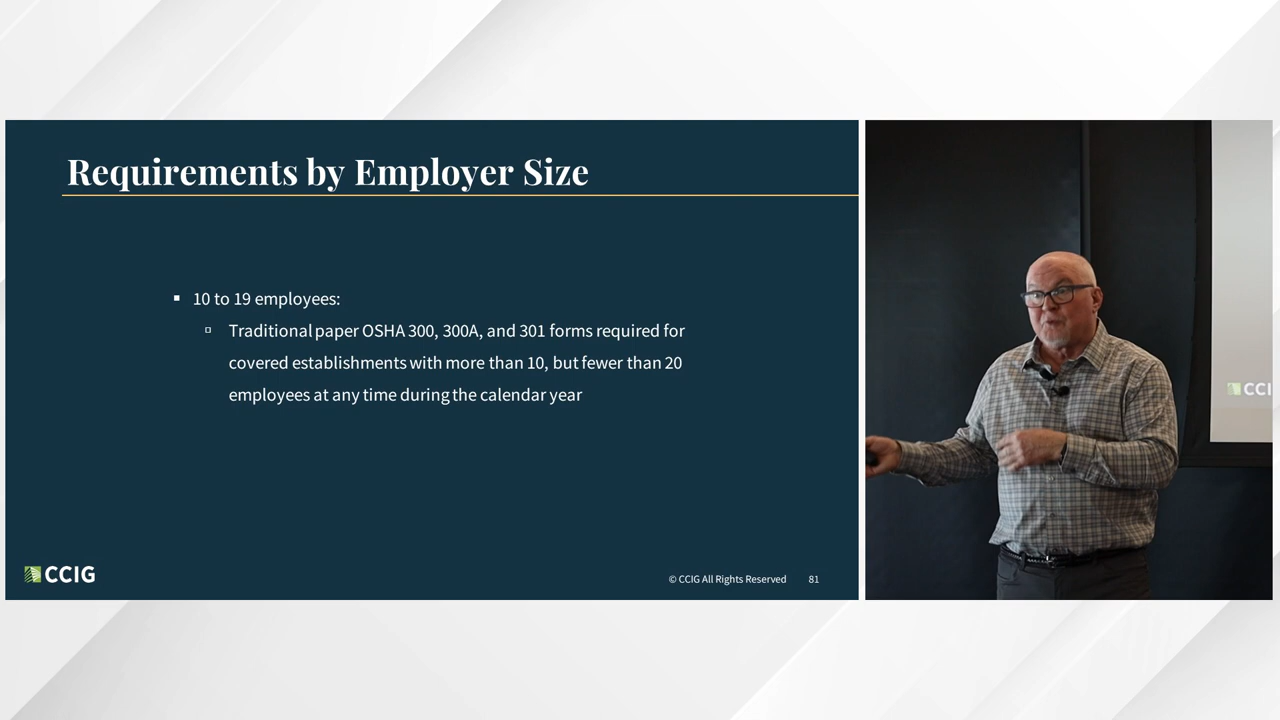 Requirements by Employer Size
▪ 10 to 19 employees:
▫ Traditional paper OSHA 300, 300A, and 301 forms required for
covered establishments with more than 10, but fewer than 20
employees at any time during the calendar year
CCIG
© CCIG All Rights Reserved 81
CCI